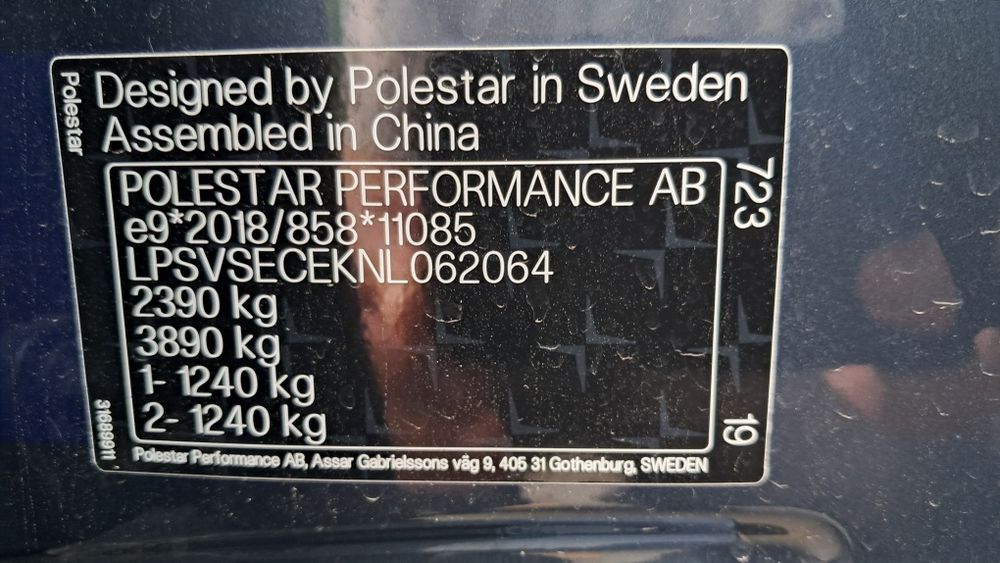 Polestar
Designed by Polestar in Sweden
Assembled in China
POLESTAR PERFORMANCE AB
e9*2018/858*11085
LPSVSECEKNL062064
2390 kg
3890 kg
1- 1240 kg
2- 1240 kg
723
19
31689911
Polestar Performance AB, Assar Gabrielssons väg 9, 405 31 Gothenburg, SWEDEN